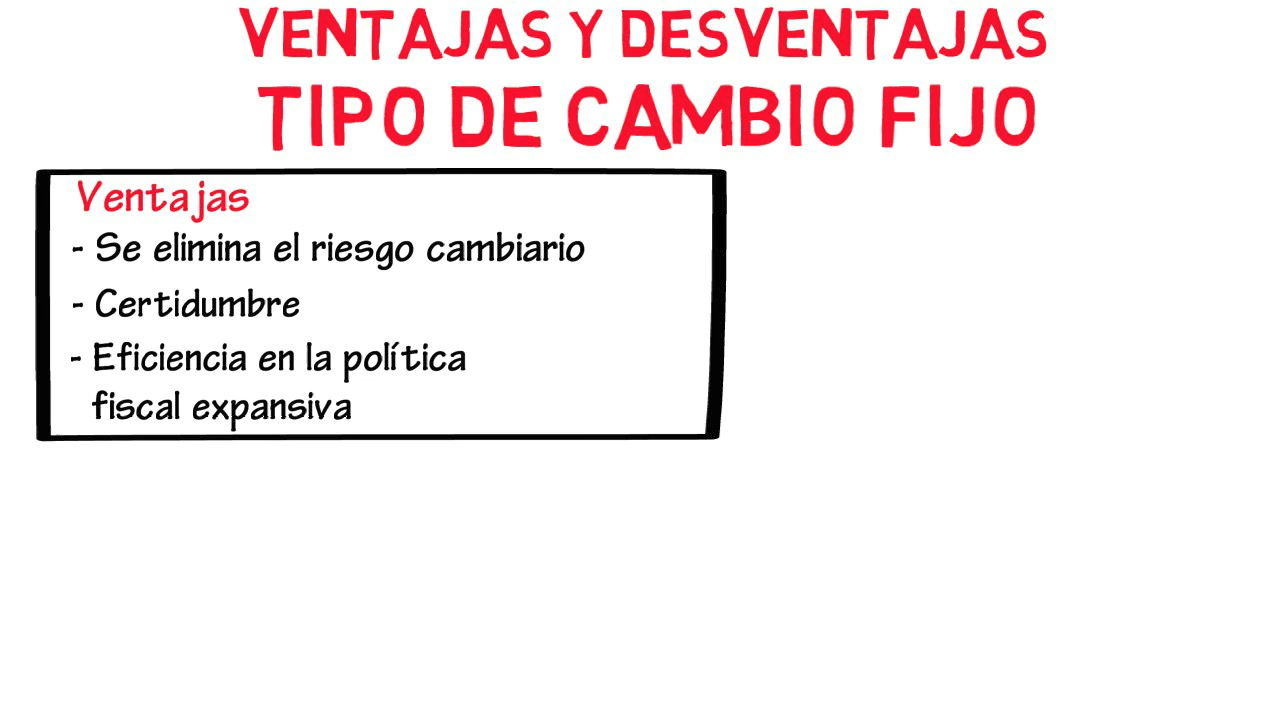 VENTAJAS Y DESVENTAJAS
TIPO DE CAMBIO FIJO
Ventajas
- Se elimina el riesgo cambiario
- Certidumbre
- Eficiencia en la política
fiscal expansiva